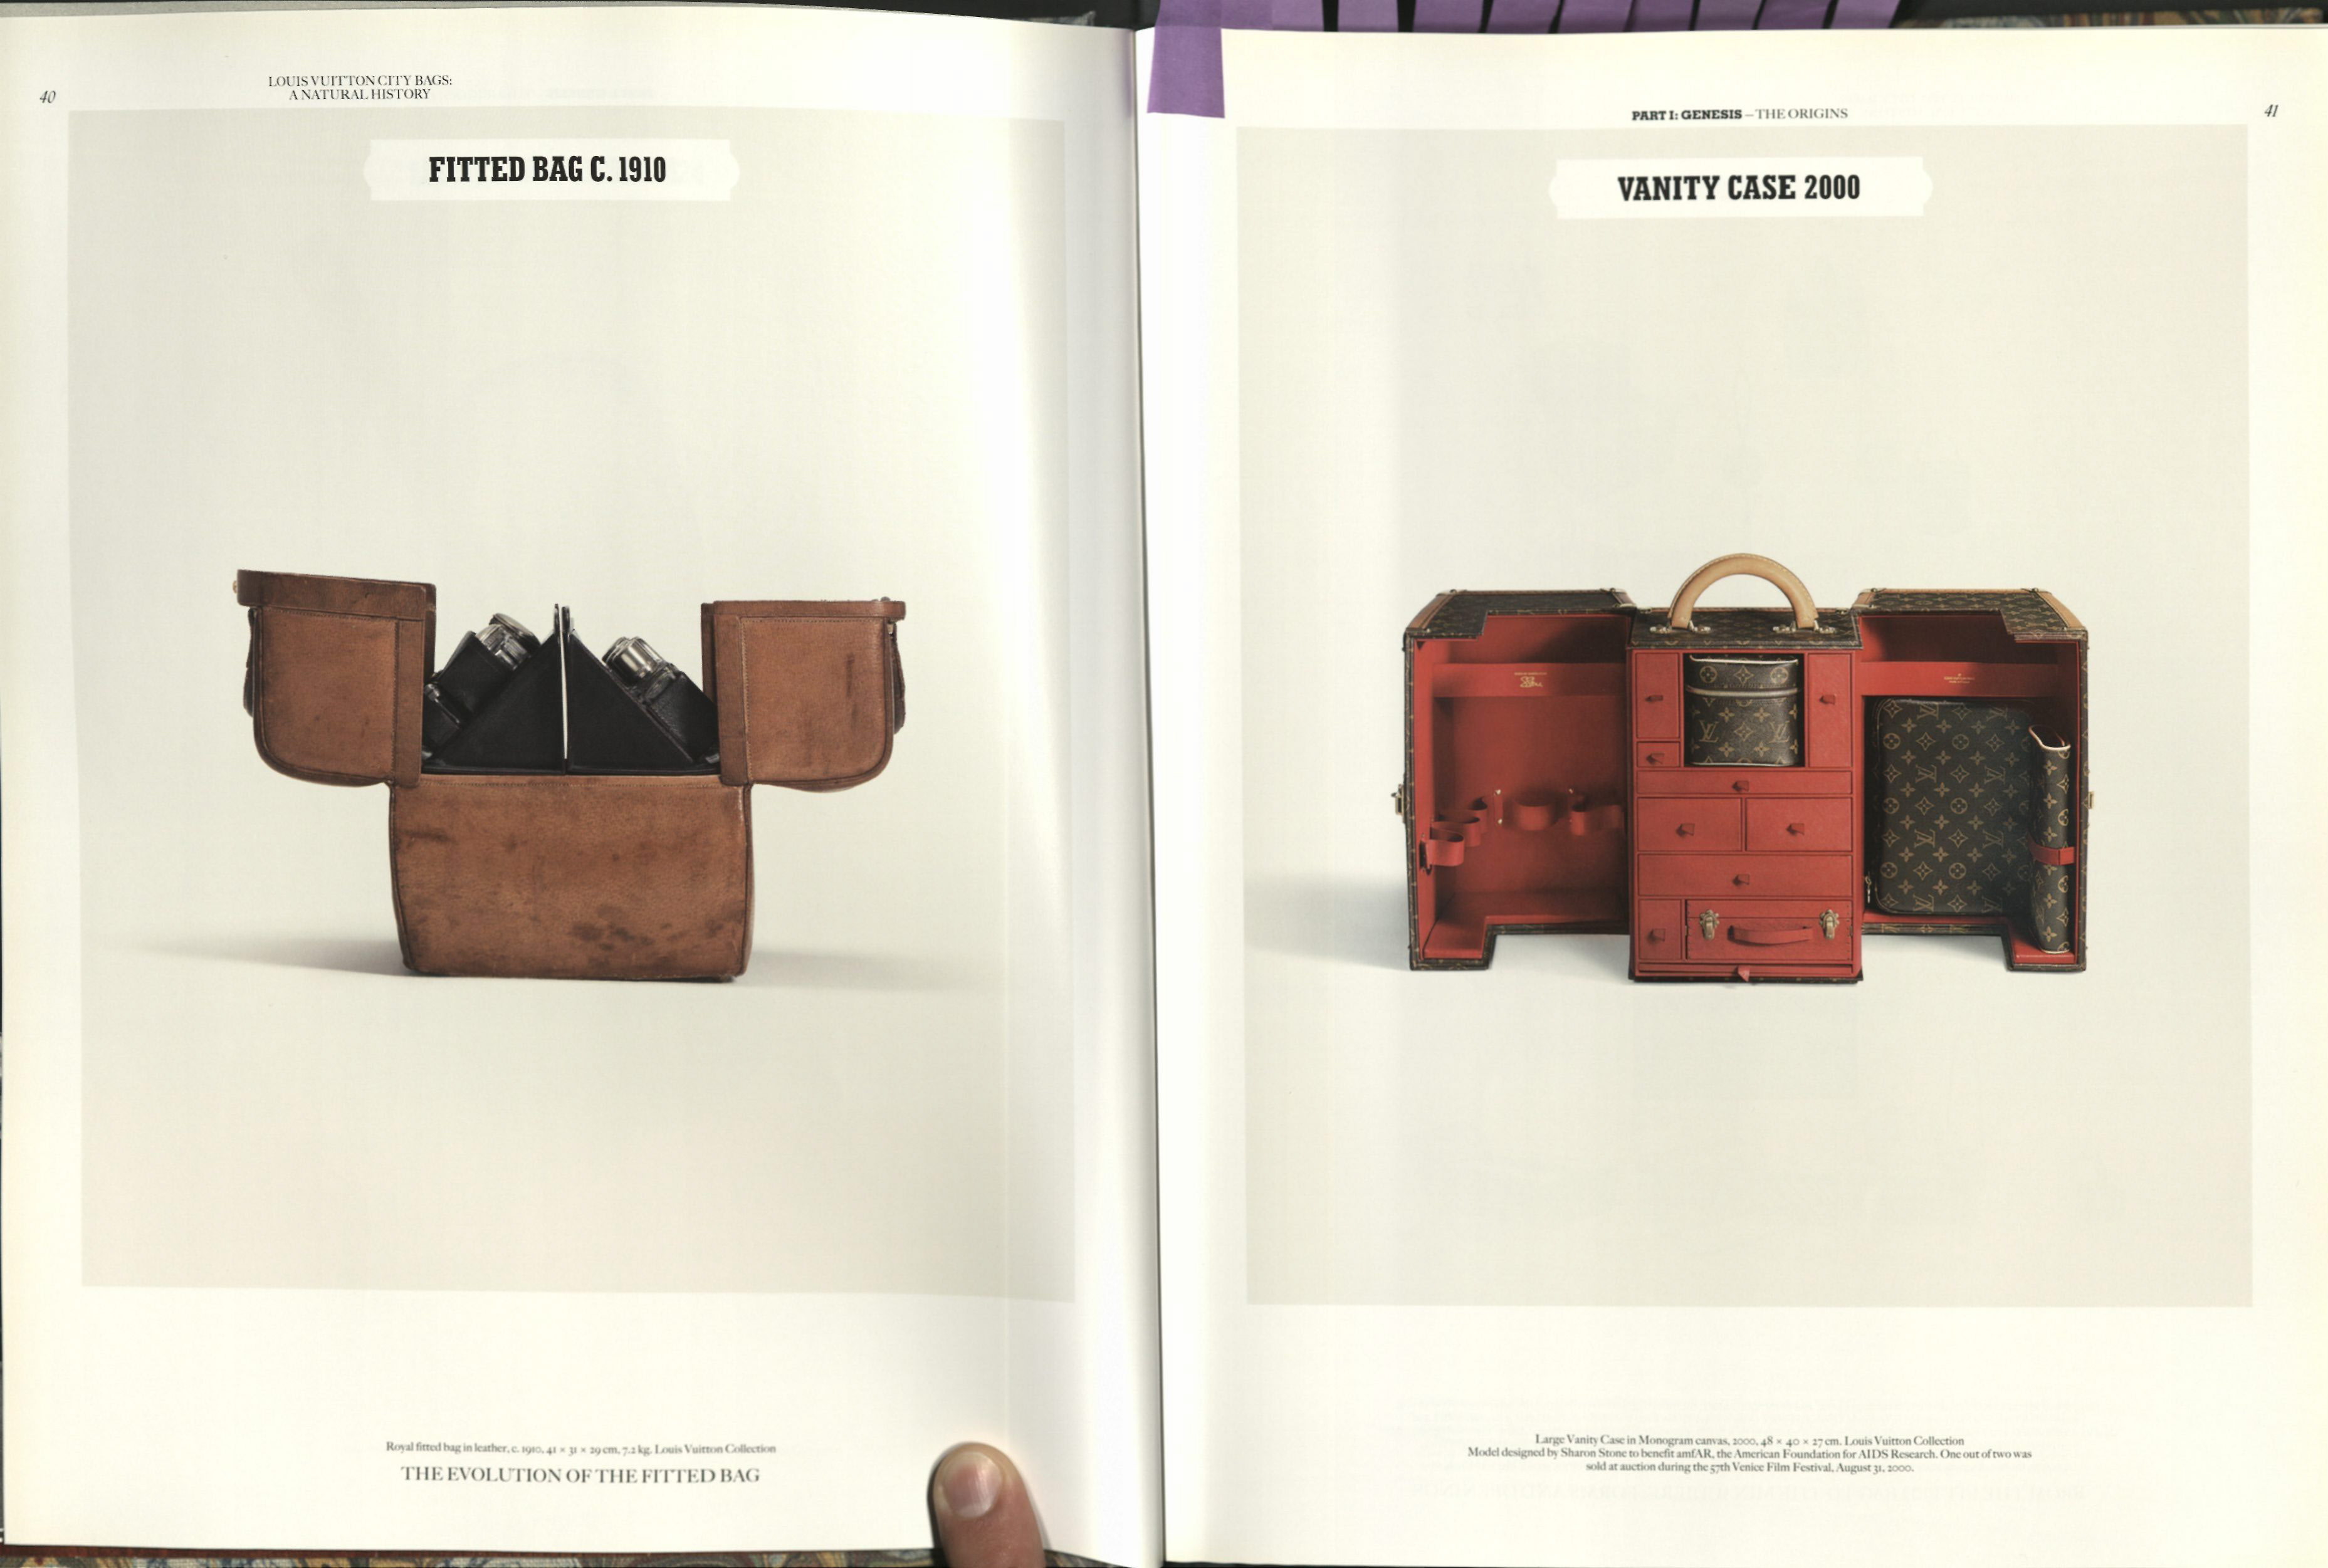 40
LOUIS VUITTON CITY BAGS:
A NATURAL HISTORY
FITTED BAG C. 1910
Royal fitted bag in leather, c. 1910, 41 × 31 × 29 cm, 7.2 kg. Louis Vuitton Collection
THE EVOLUTION OF THE FITTED BAG
PART I: GENESIS – THE ORIGINS
41
VANITY CASE 2000
Large Vanity Case in Monogram canvas, 2000, 48 × 40 × 27 cm. Louis Vuitton Collection
Model designed by Sharon Stone to benefit amfAR, the American Foundation for AIDS Research. One out of two was
sold at auction during the 57th Venice Film Festival, August 31, 2000.